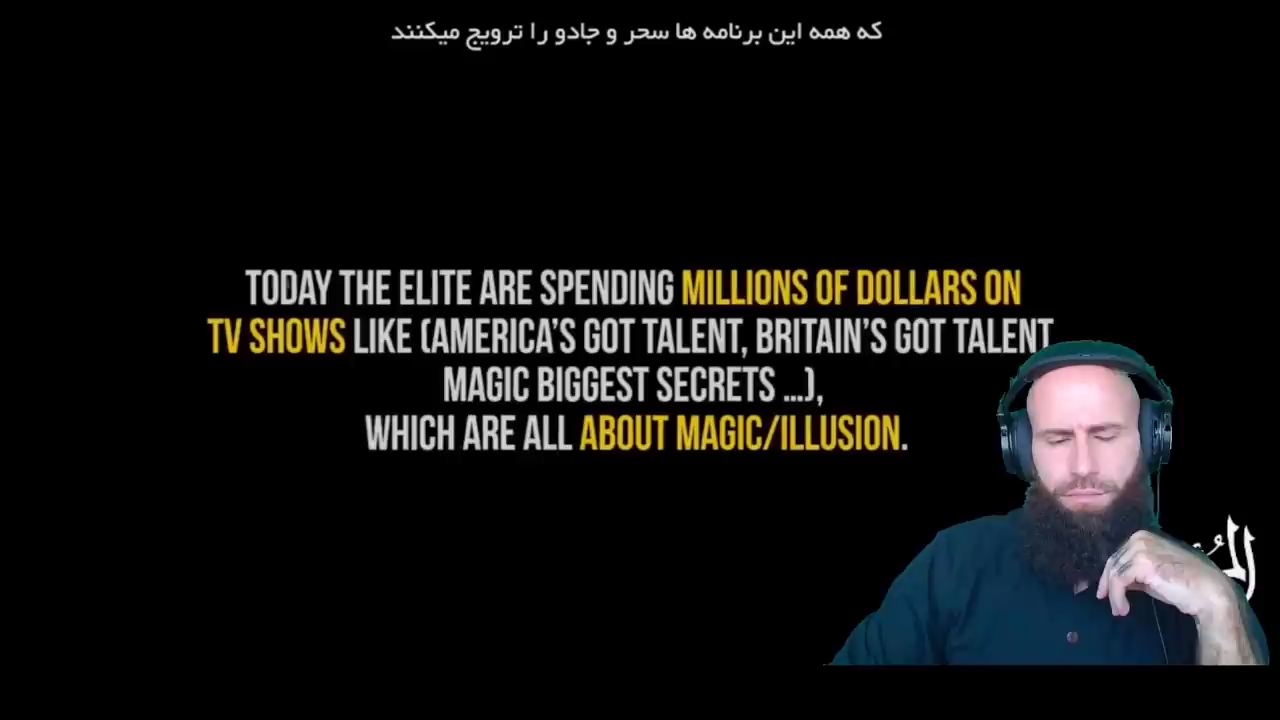 که همه این برنامه ها سحر و جادو را ترویج میکنند
TODAY THE ELITE ARE SPENDING MILLIONS OF DOLLARS ON
TV SHOWS LIKE (AMERICA'S GOT TALENT, BRITAIN'S GOT TALENT
MAGIC BIGGEST SECRETS ...),
WHICH ARE ALL ABOUT MAGIC/ILLUSION.